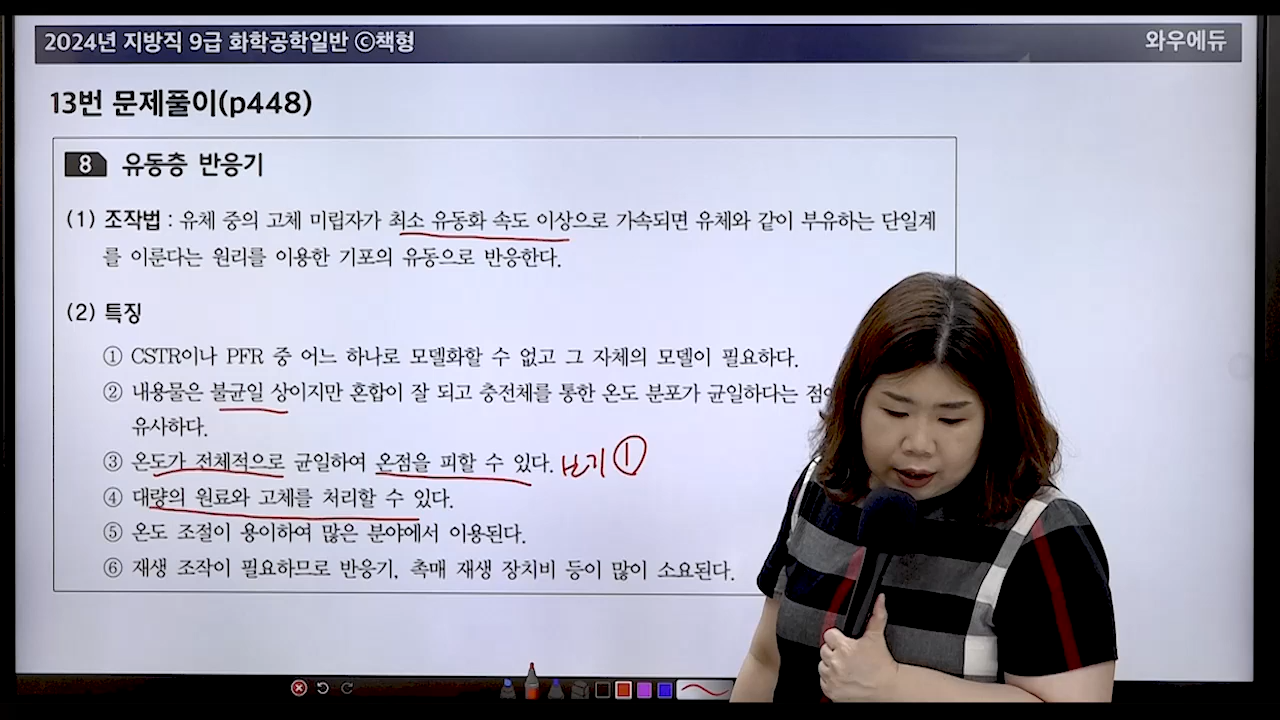 2024년 지방직 9급 화학공학일반 ⓒ책형
와우에듀
13번 문제풀이(p448)
8 유동층 반응기
(1) 조작법 : 유체 중의 고체 미립자가 최소 유동화 속도 이상으로 가속되면 유체와 같이 부유하는 단일계
를 이룬다는 원리를 이용한 기포의 유동으로 반응한다.
(2) 특징
① CSTR이나 PFR 중 어느 하나로 모델화할 수 없고 그 자체의 모델이 필요하다.
② 내용물은 불균일 상이지만 혼합이 잘 되고 충전체를 통한 온도 분포가 균일하다는
유사하다.
③ 온도가 전체적으로 균일하여 온점을 피할 수 있다. 보기 ①
④ 대량의 원료와 고체를 처리할 수 있다.
⑤ 온도 조절이 용이하여 많은 분야에서 이용된다.
⑥ 재생 조작이 필요하므로 반응기, 촉매 재생 장치비 등이 많이 소요된다.